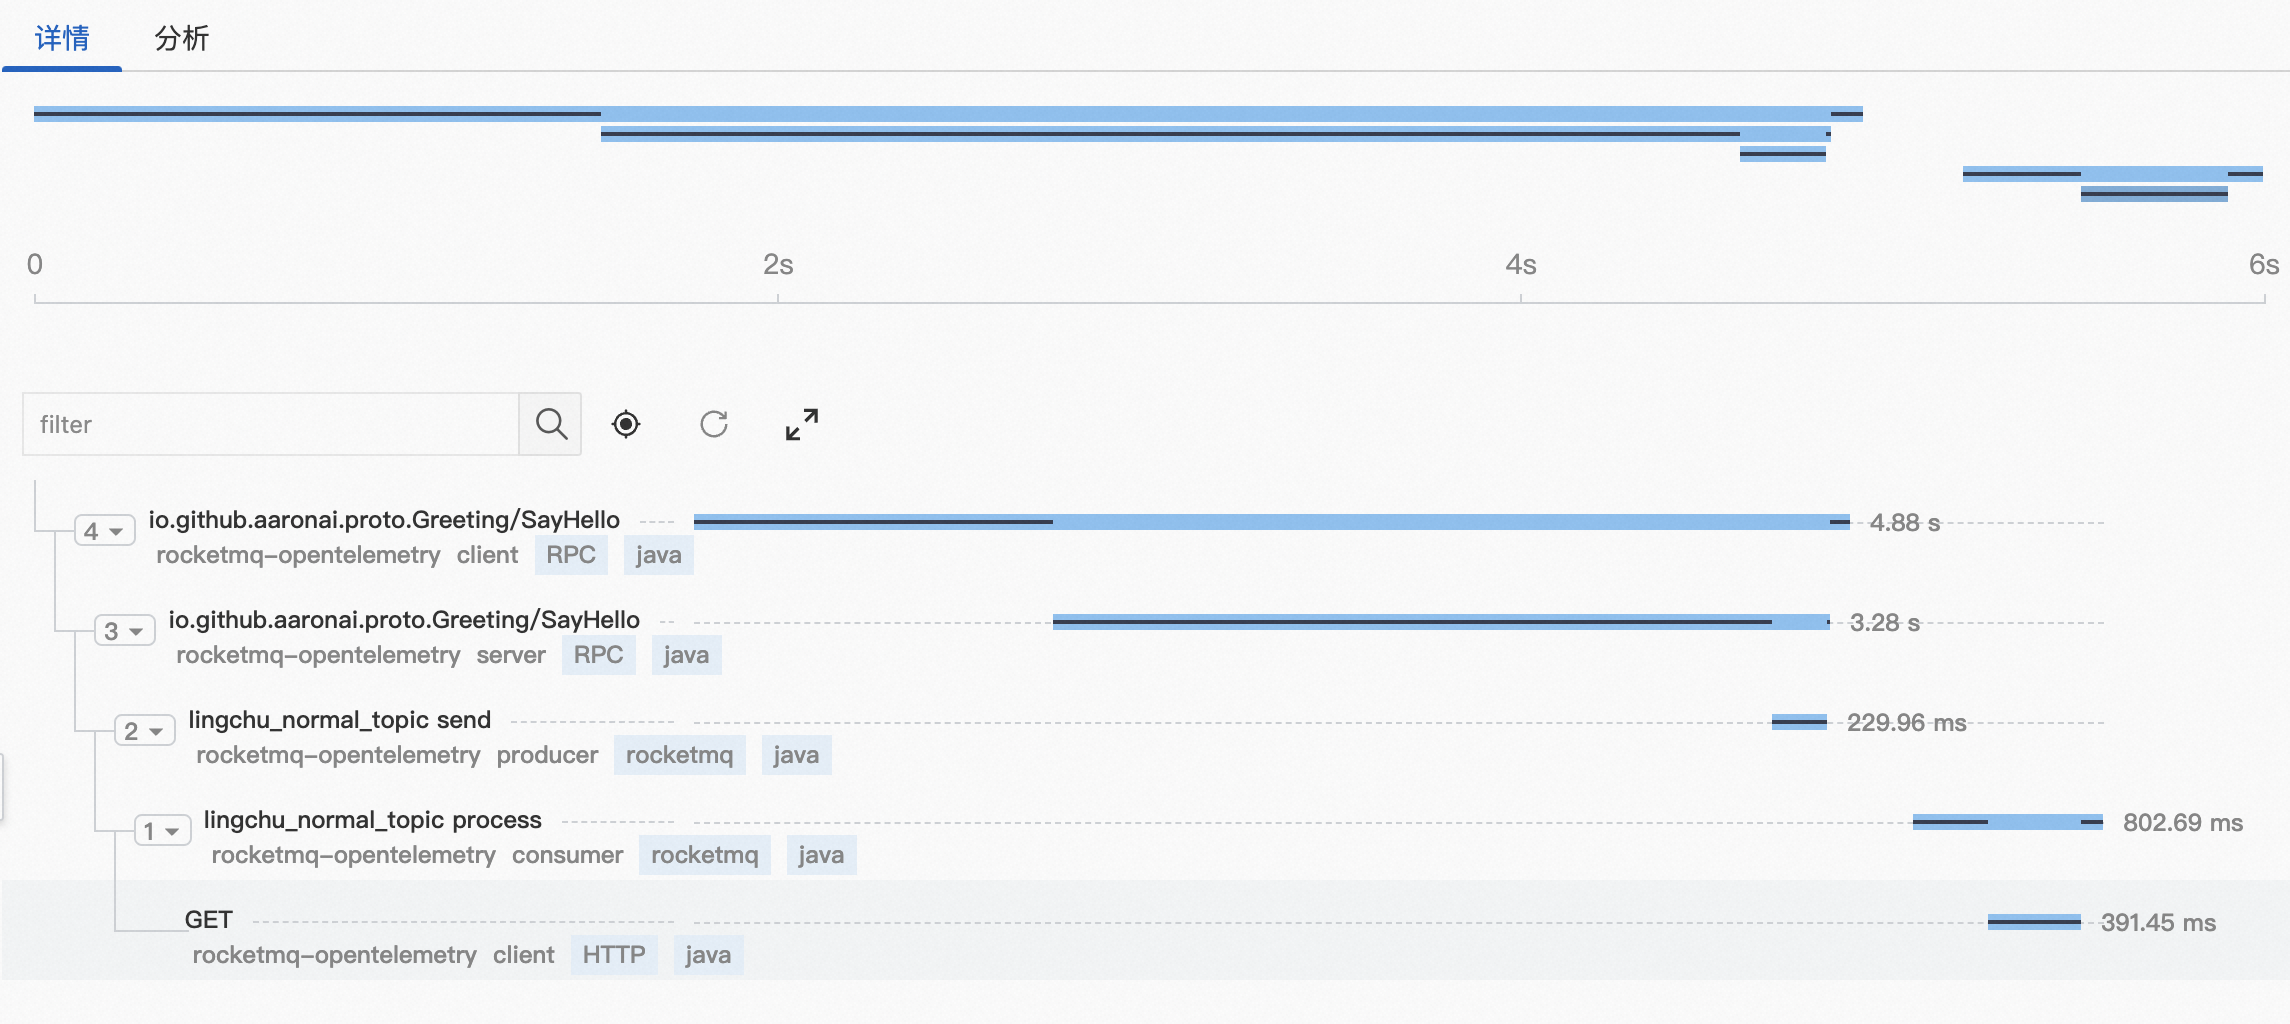 详情 分析
0 2s 4s 6s
filter
4 io.github.aaronai.proto.Greeting/SayHello 4.88 s
rocketmq-opentelemetry client RPC java
3 io.github.aaronai.proto.Greeting/SayHello 3.28 s
rocketmq-opentelemetry server RPC java
2 lingchu_normal_topic send 229.96 ms
rocketmq-opentelemetry producer rocketmq java
1 lingchu_normal_topic process 802.69 ms
rocketmq-opentelemetry consumer rocketmq java
GET 391.45 ms
rocketmq-opentelemetry client HTTP java